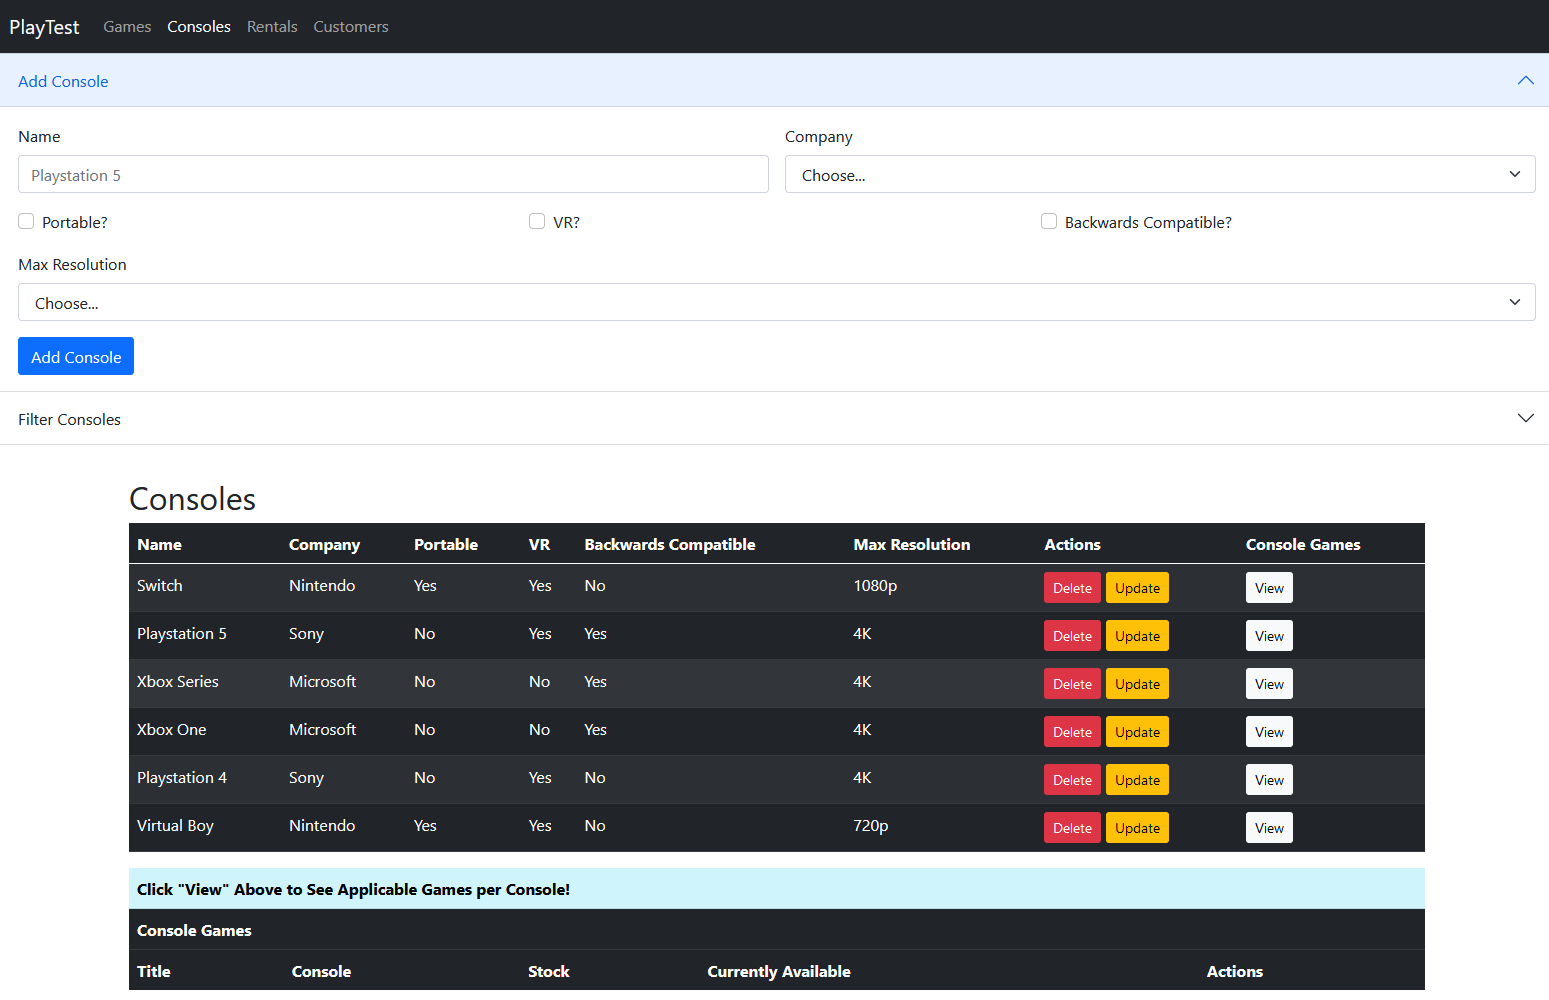 PlayTest Games Consoles Rentals Customers
Add Console
Name Company
Playstation 5 Choose...
Portable? VR? Backwards Compatible?
Max Resolution
Choose...
Add Console
Filter Consoles
Consoles
Name Company Portable VR Backwards Compatible Max Resolution Actions Console Games
Switch Nintendo Yes Yes No 1080p Delete Update View
Playstation 5 Sony No Yes Yes 4K Delete Update View
Xbox Series Microsoft No No Yes 4K Delete Update View
Xbox One Microsoft No No Yes 4K Delete Update View
Playstation 4 Sony No Yes No 4K Delete Update View
Virtual Boy Nintendo Yes Yes No 720p Delete Update View
Click "View" Above to See Applicable Games per Console!
Console Games
Title Console Stock Currently Available Actions